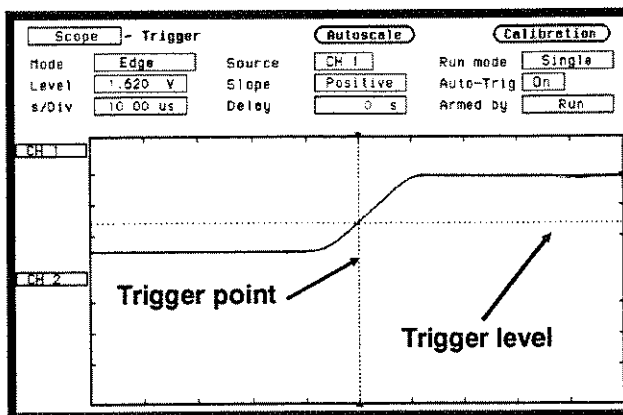 Scope - Trigger Autoscale Calibration
Mode Edge Source CH 1 Run mode Single
Level 1.620 V Slope Positive Auto-Trig On
s/Div 10.00 us Delay 0 s Armed by Run
CH 1
CH 2
Trigger point
Trigger level